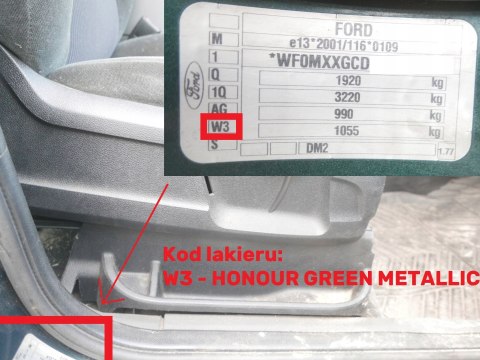 FORD
M e13*2001/116*0109
1 *WF0MXXGCD
Q 1920 kg
1Q 3220 kg
AG 990 kg
W3 1055 kg
S DM2
1.77
Ford
Kod lakieru:
W3 - HONOUR GREEN METALLIC